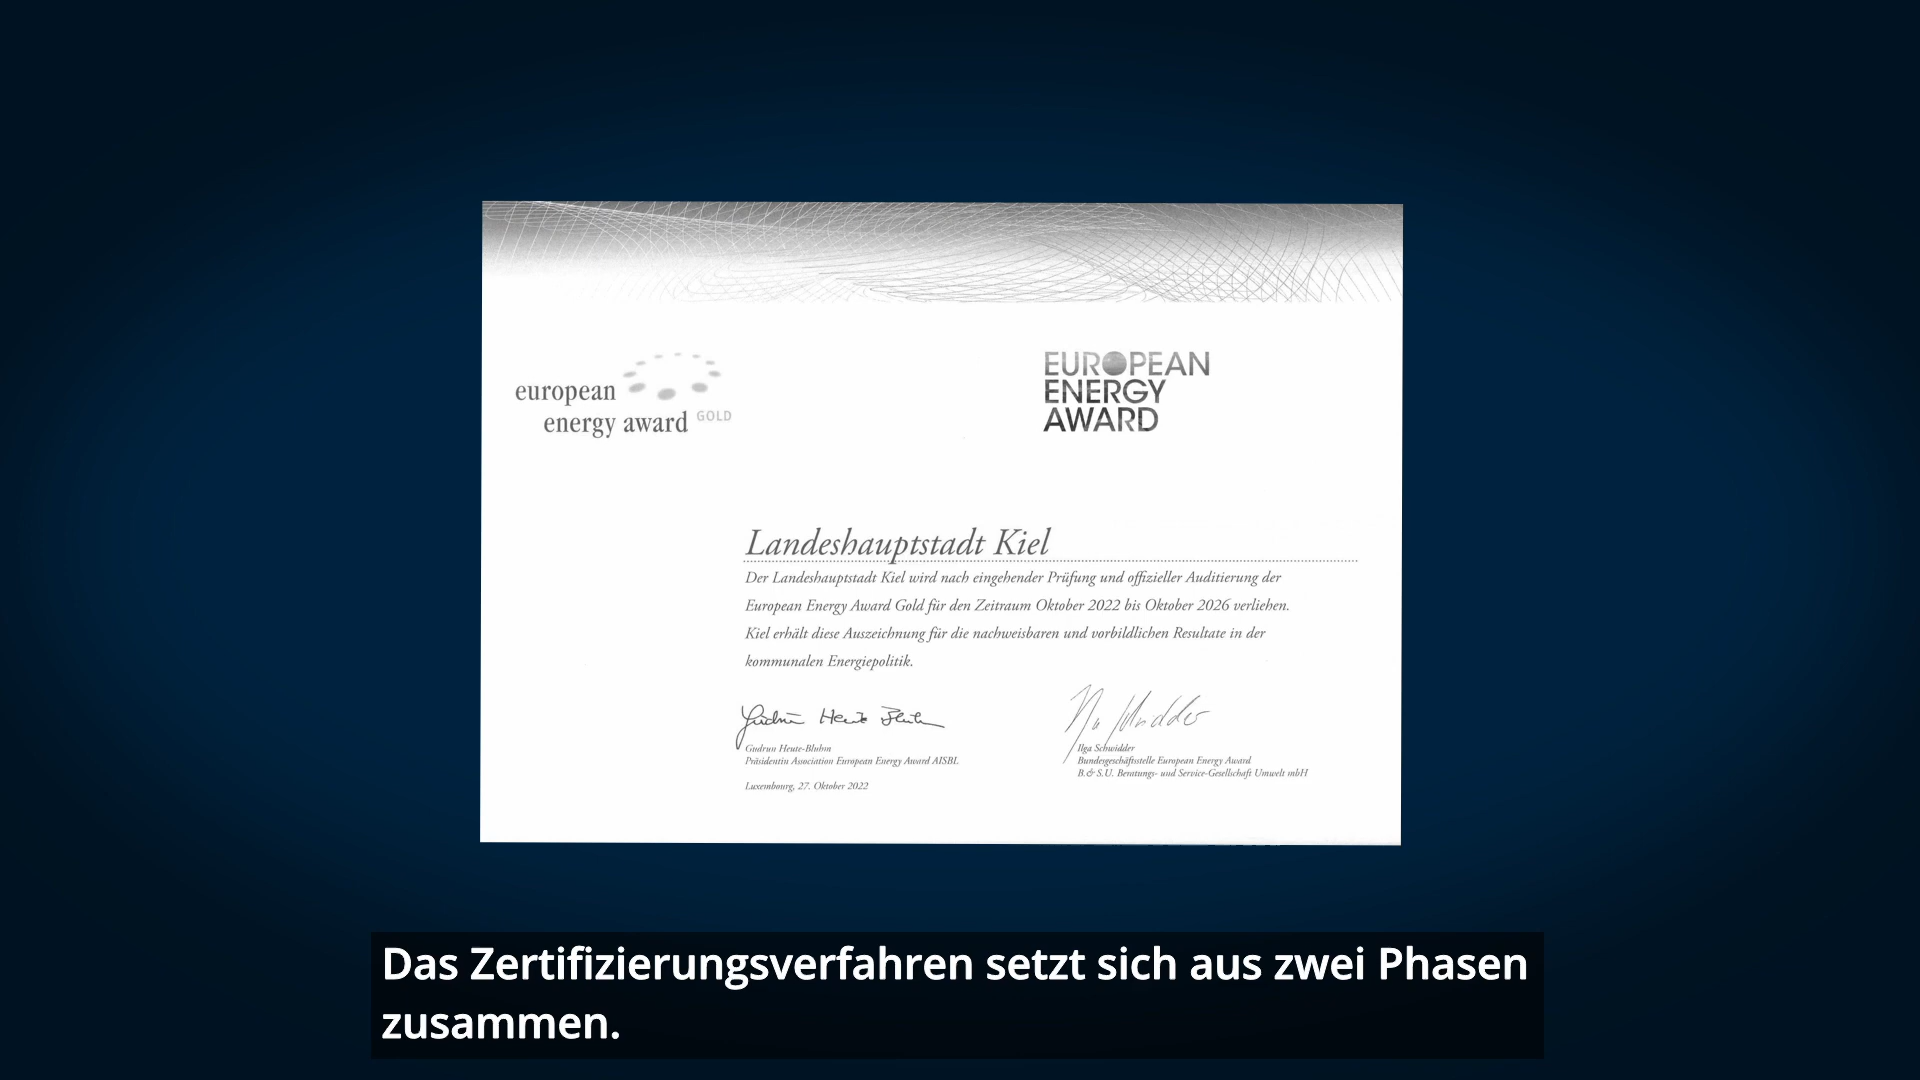 european
energy award GOLD
EUROPEAN
ENERGY
AWARD
Landeshauptstadt Kiel
Der Landeshauptstadt Kiel wird nach eingehender Prüfung und offizieller Auditierung der
European Energy Award Gold für den Zeitraum Oktober 2022 bis Oktober 2026 verliehen.
Kiel erhält diese Auszeichnung für die nachweisbaren und vorbildlichen Resultate in der
kommunalen Energiepolitik.
Gudrun Heute-Bluhm
Präsidentin Association European Energy Award AISBL
Luxembourg, 27. Oktober 2022
Ilga Schwidder
Bundesgeschäftsstelle European Energy Award
B.& S.U. Beratungs- und Service-Gesellschaft Umwelt mbH
Das Zertifizierungsverfahren setzt sich aus zwei Phasen
zusammen.